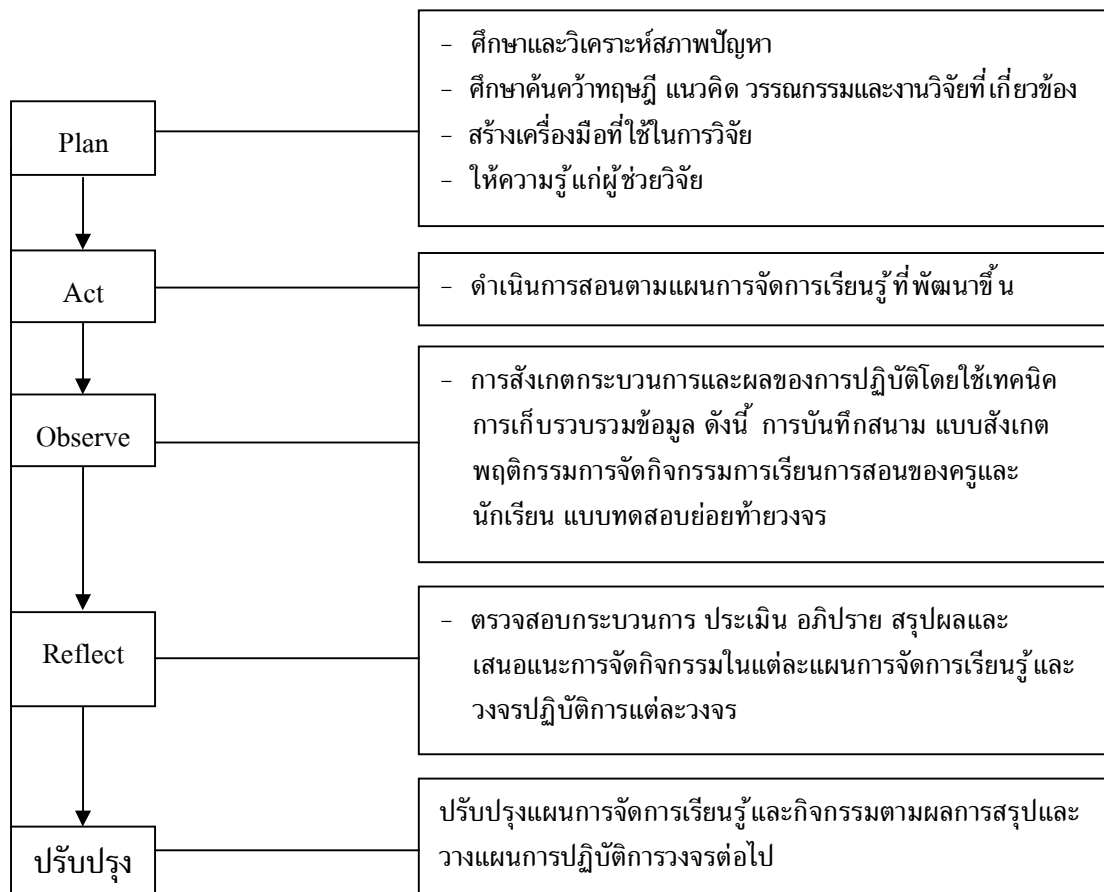 Plan
- ศึกษาและวิเคราะห์สภาพปัญหา
- ศึกษาค้นคว้าทฤษฎี แนวคิด วรรณกรรมและงานวิจัยที่เกี่ยวข้อง
- สร้างเครื่องมือที่ใช้ในการวิจัย
- ให้ความรู้แก่ผู้ช่วยวิจัย
Act
- ดำเนินการสอนตามแผนการจัดการเรียนรู้ที่พัฒนาขึ้น
Observe
- การสังเกตกระบวนการและผลของการปฏิบัติโดยใช้เทคนิค
การเก็บรวบรวมข้อมูล ดังนี้ การบันทึกสนาม แบบสังเกต
พฤติกรรมการจัดกิจกรรมการเรียนการสอนของครูและ
นักเรียน แบบทดสอบย่อยท้ายวงจร
Reflect
- ตรวจสอบกระบวนการ ประเมิน อภิปราย สรุปผลและ
เสนอแนะการจัดกิจกรรมในแต่ละแผนการจัดการเรียนรู้และ
วงจรปฏิบัติการแต่ละวงจร
ปรับปรุง
ปรับปรุงแผนการจัดการเรียนรู้และกิจกรรมตามผลการสรุปและ
วางแผนการปฏิบัติการวงจรต่อไป